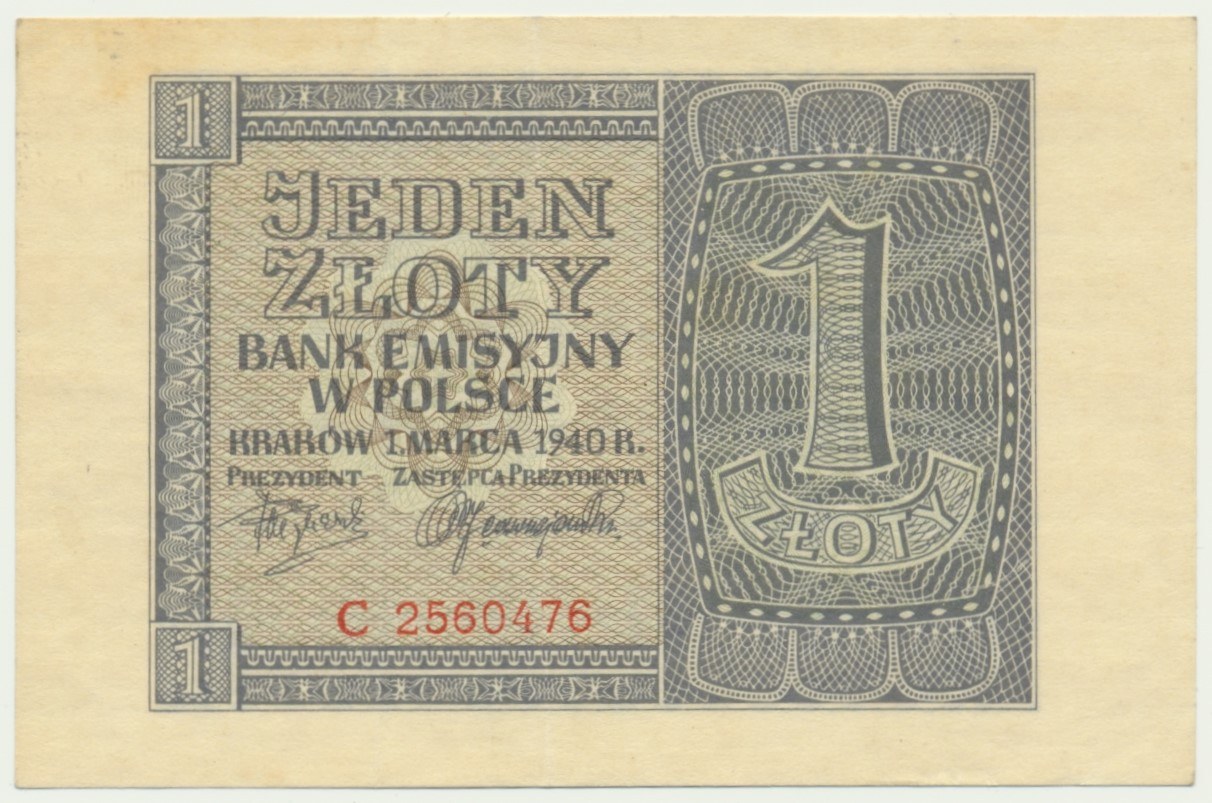 1
JEDEN
ZŁOTY
BANK EMISYJNY
W POLSCE
KRAKÓW 1. MARCA 1940 R.
PREZYDENT ZASTĘPCA PREZYDENTA
C 2560476
1
1
ZŁOTY